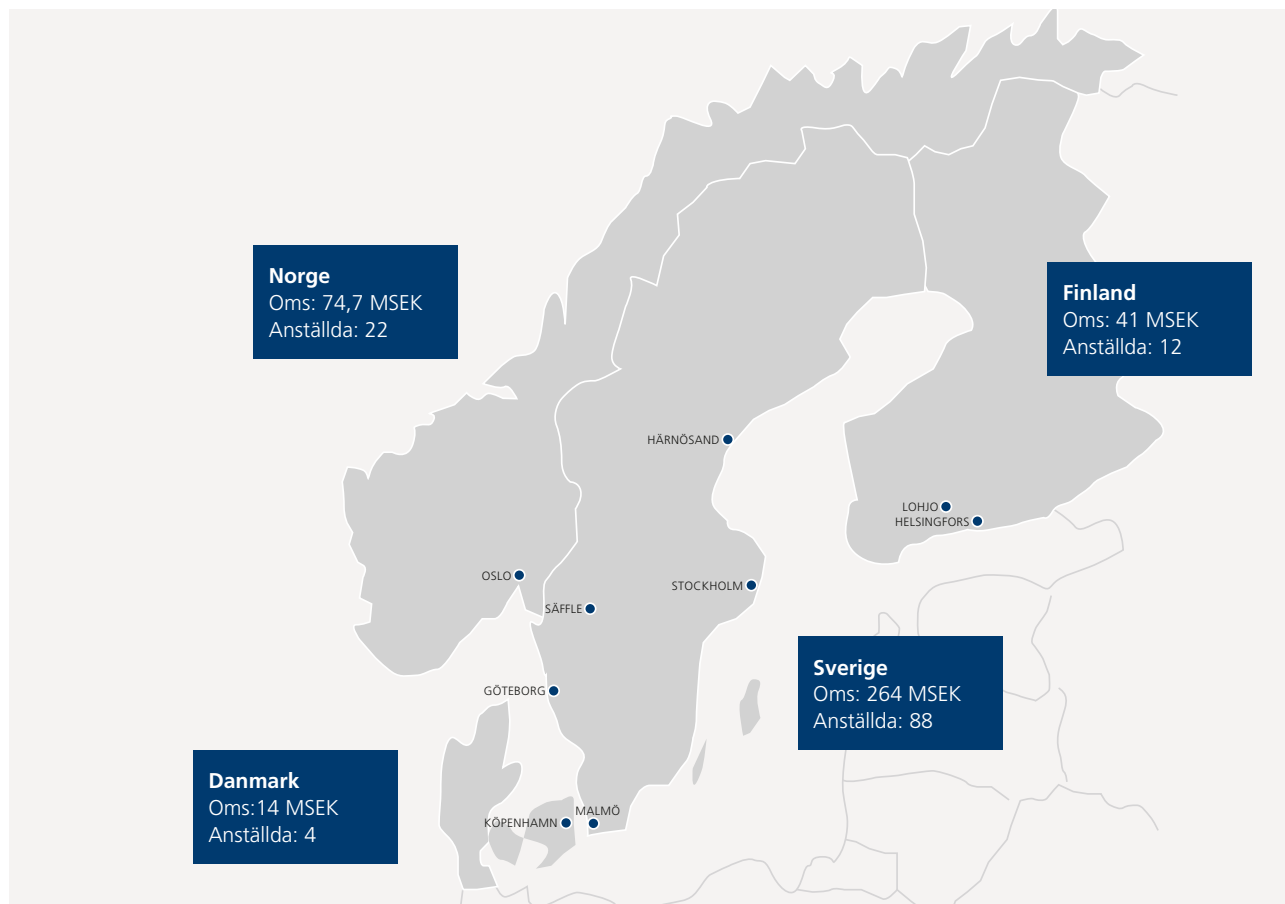 Norge
Oms: 74,7 MSEK
Anställda: 22
Finland
Oms: 41 MSEK
Anställda: 12
HÄRNÖSAND
LOHJO
HELSINGFORS
OSLO
STOCKHOLM
SÄFFLE
Sverige
Oms: 264 MSEK
Anställda: 88
GÖTEBORG
Danmark
Oms:14 MSEK
Anställda: 4
MALMÖ
KÖPENHAMN